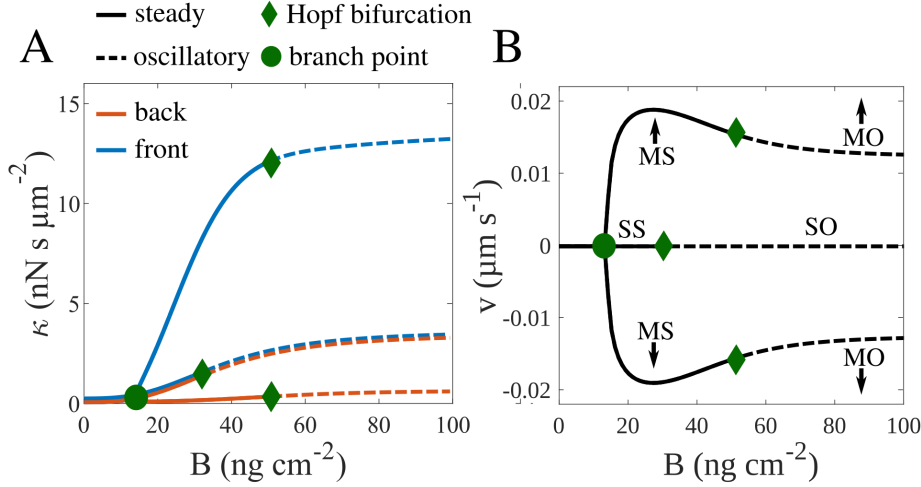 steady
Hopf bifurcation
oscillatory
branch point
A
B
back
front
15
10
5
0
0
20
40
60
80
100
κ (nN s μm⁻²)
B (ng cm⁻²)
0.02
0.01
0
-0.01
-0.02
0
20
40
60
80
100
v (μm s⁻¹)
B (ng cm⁻²)
MS
MO
SS
SO
MS
MO